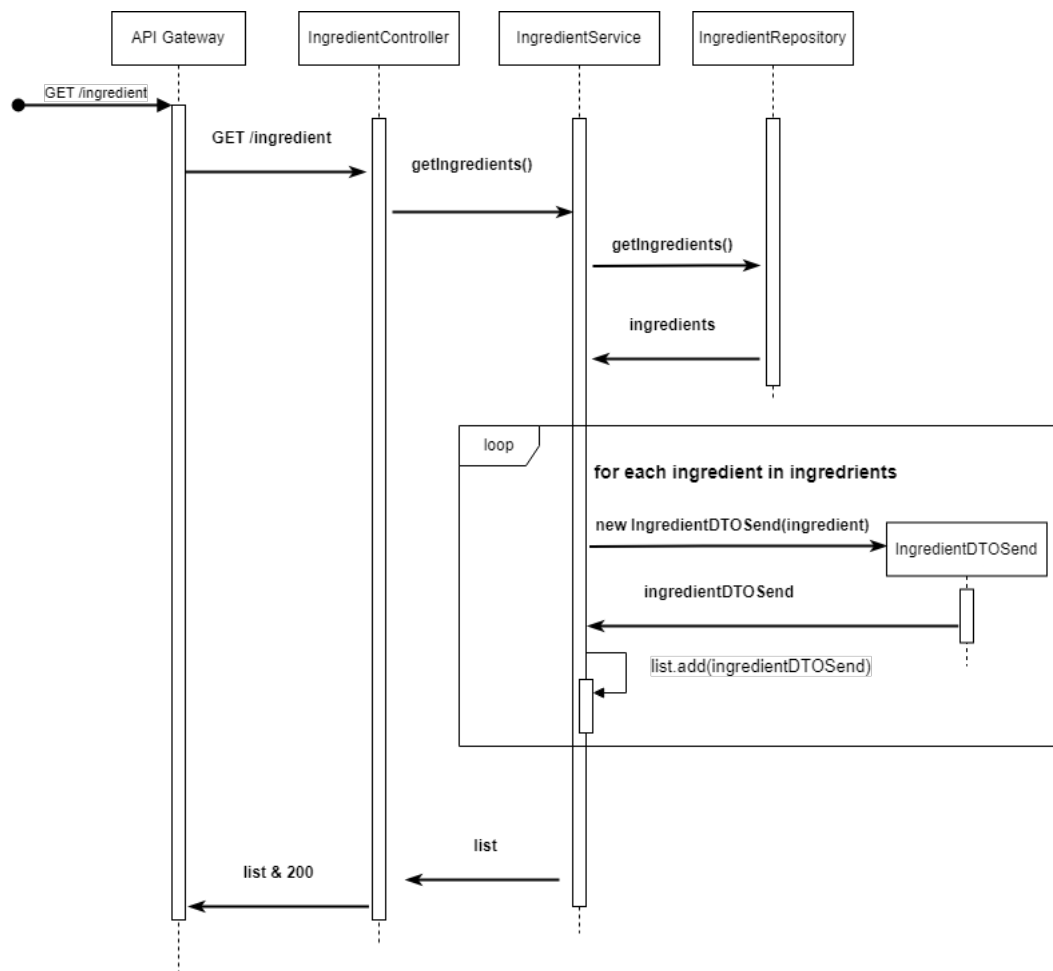 API Gateway
IngredientController
IngredientService
IngredientRepository
GET /ingredient
GET /ingredient
getIngredients()
getIngredients()
ingredients
loop
for each ingredient in ingredrients
new IngredientDTOSend(ingredient)
IngredientDTOSend
ingredientDTOSend
list.add(ingredientDTOSend)
list
list & 200